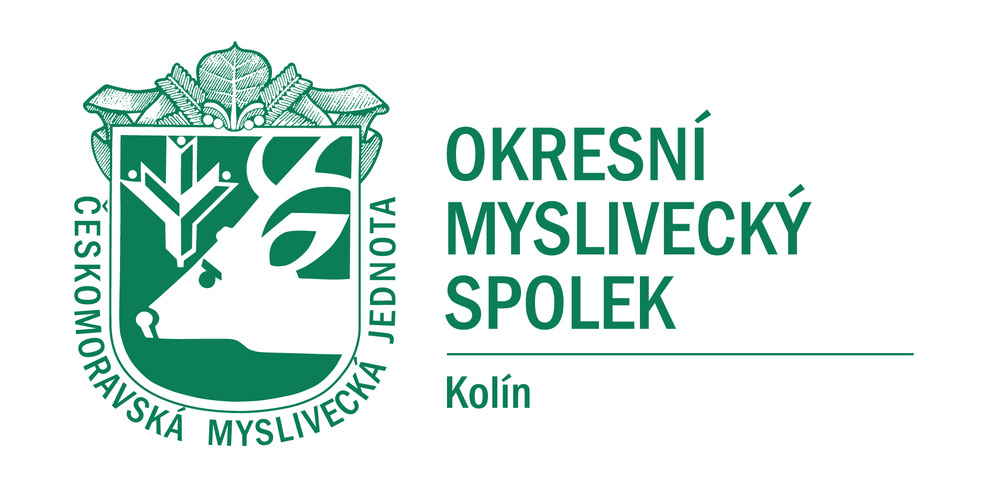 ČESKOMORAVSKÁ MYSLIVECKÁ JEDNOTA
OKRESNÍ
MYSLIVECKÝ
SPOLEK
Kolín